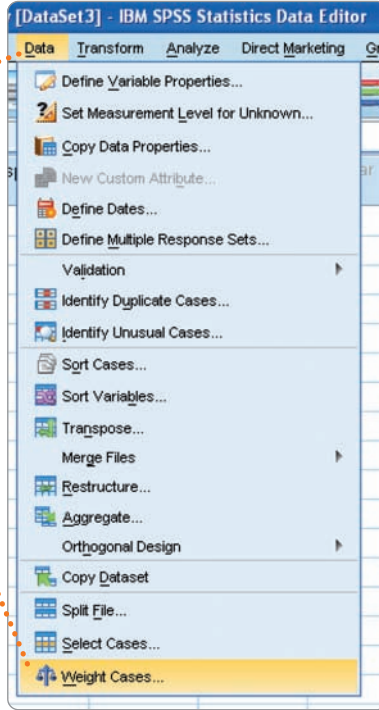 [DataSet3] - IBM SPSS Statistics Data Editor
Data Transform Analyze Direct Marketing
Define Variable Properties...
Set Measurement Level for Unknown...
Copy Data Properties...
New Custom Attribute...
Define Dates...
Define Multiple Response Sets...
Validation
Identify Duplicate Cases...
Identify Unusual Cases...
Sort Cases...
Sort Variables...
Transpose...
Merge Files
Restructure...
Aggregate...
Orthogonal Design
Copy Dataset
Split File...
Select Cases...
Weight Cases...